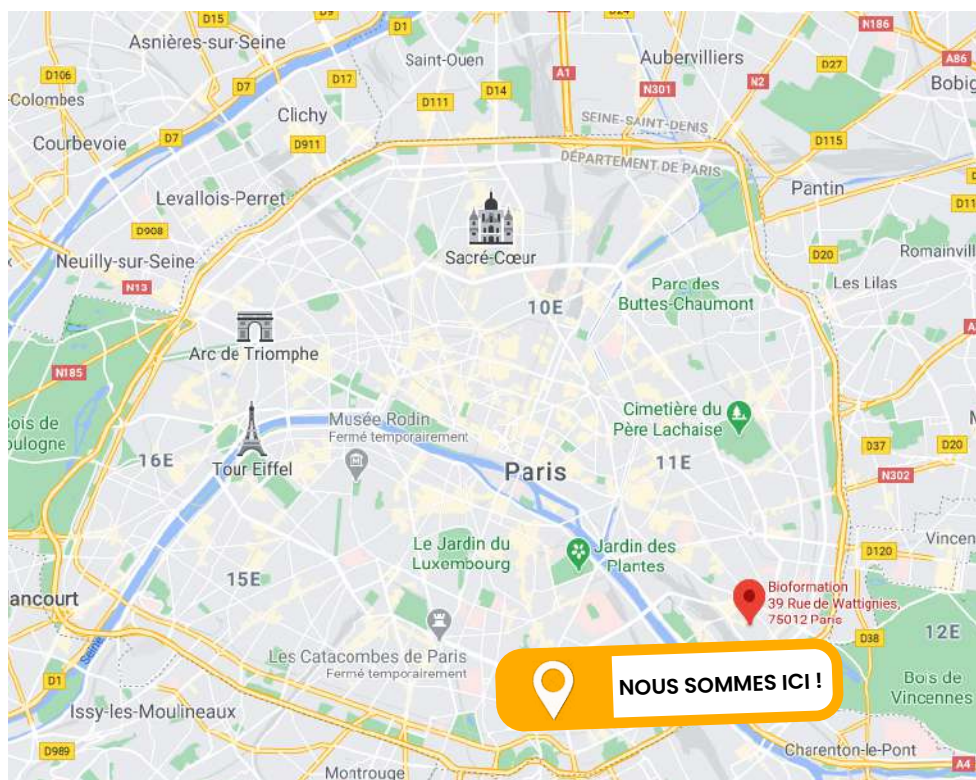 D15
D9
D1
D24
N186
Asnières-sur-Seine
Saint-Ouen
Aubervilliers
A86
D106
D7
D17
A1
N2
D27
Bobig
-Colombes
D111
D14
N301
Clichy
SEINE-SAINT-DENIS
Courbevoie
D7
D911
D115
DÉPARTEMENT DE PARIS
Levallois-Perret
Pantin
D908
Sacré-Cœur
D20
Romainvill
Neuilly-sur-Seine
N13
Parc des
Buttes-Chaumont
Les Lilas
10E
Arc de Triomphe
N185
Bois de
oulogne
Musée Rodin
Fermé temporairement
Cimetière du
Père Lachaise
D37
D20
16E
Tour Eiffel
Paris
11E
N302
Le Jardin du
Luxembourg
Jardin des
Plantes
D120
Vincen
15E
ancourt
Bioformation
39 Rue de Wattignies,
75012 Paris
12E
D38
Seine
Les Catacombes de Paris
Fermé temporairement
D1
NOUS SOMMES ICI !
Bois de
Vincennes
Issy-les-Moulineaux
D989
Charenton-le-Pont
A4
Montrouge